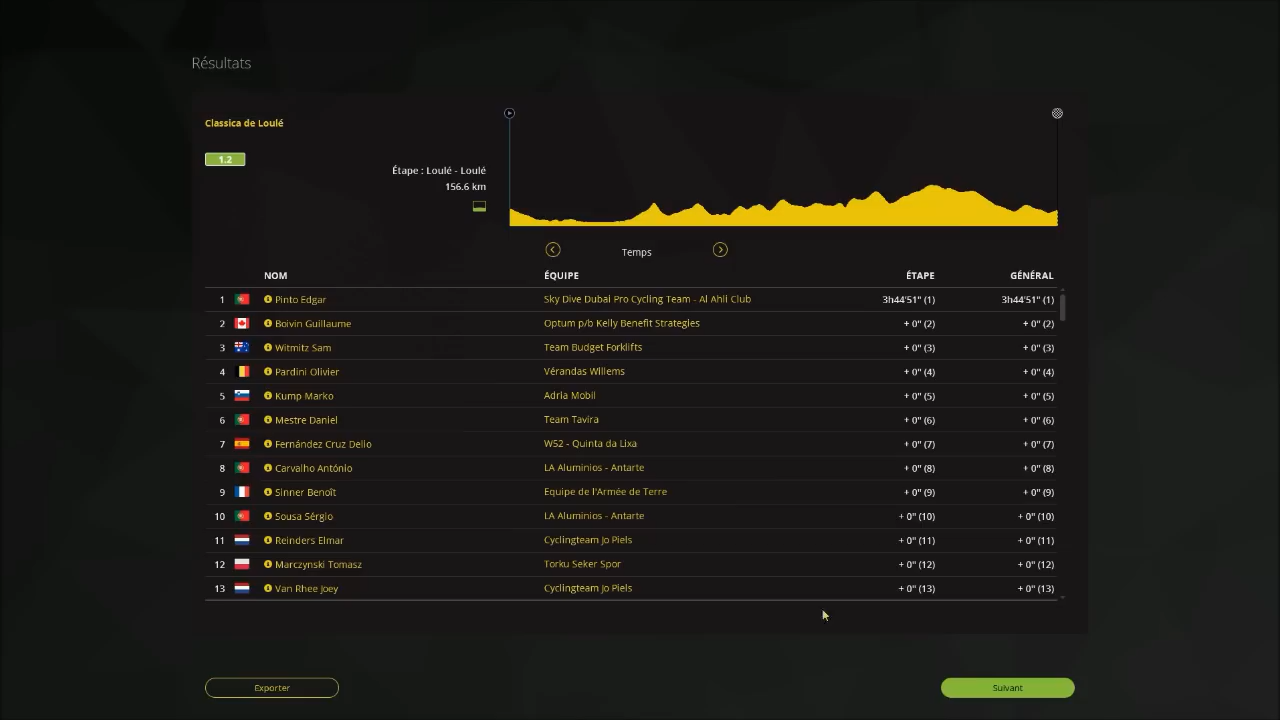 Résultats
Classica de Loulé
1.2
Étape : Loulé - Loulé
156.6 km
Temps
NOM ÉQUIPE ÉTAPE GÉNÉRAL
1 Pinto Edgar Sky Dive Dubai Pro Cycling Team - Al Ahli Club 3h44'51" (1) 3h44'51" (1)
2 Boivin Guillaume Optum p/b Kelly Benefit Strategies + 0" (2) + 0" (2)
3 Witmitz Sam Team Budget Forklifts + 0" (3) + 0" (3)
4 Pardini Olivier Vérandas Willems + 0" (4) + 0" (4)
5 Kump Marko Adria Mobil + 0" (5) + 0" (5)
6 Mestre Daniel Team Tavira + 0" (6) + 0" (6)
7 Fernández Cruz Delio W52 - Quinta da Lixa + 0" (7) + 0" (7)
8 Carvalho António LA Aluminios - Antarte + 0" (8) + 0" (8)
9 Sinner Benoît Equipe de l'Armée de Terre + 0" (9) + 0" (9)
10 Sousa Sérgio LA Aluminios - Antarte + 0" (10) + 0" (10)
11 Reinders Elmar Cyclingteam Jo Piels + 0" (11) + 0" (11)
12 Marczynski Tomasz Torku Seker Spor + 0" (12) + 0" (12)
13 Van Rhee Joey Cyclingteam Jo Piels + 0" (13) + 0" (13)
Exporter Suivant